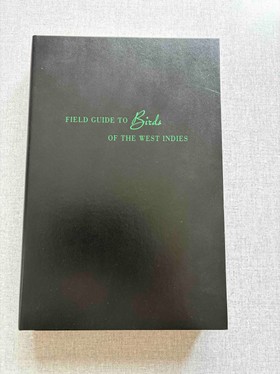 FIELD GUIDE TO Birds
OF THE WEST INDIES